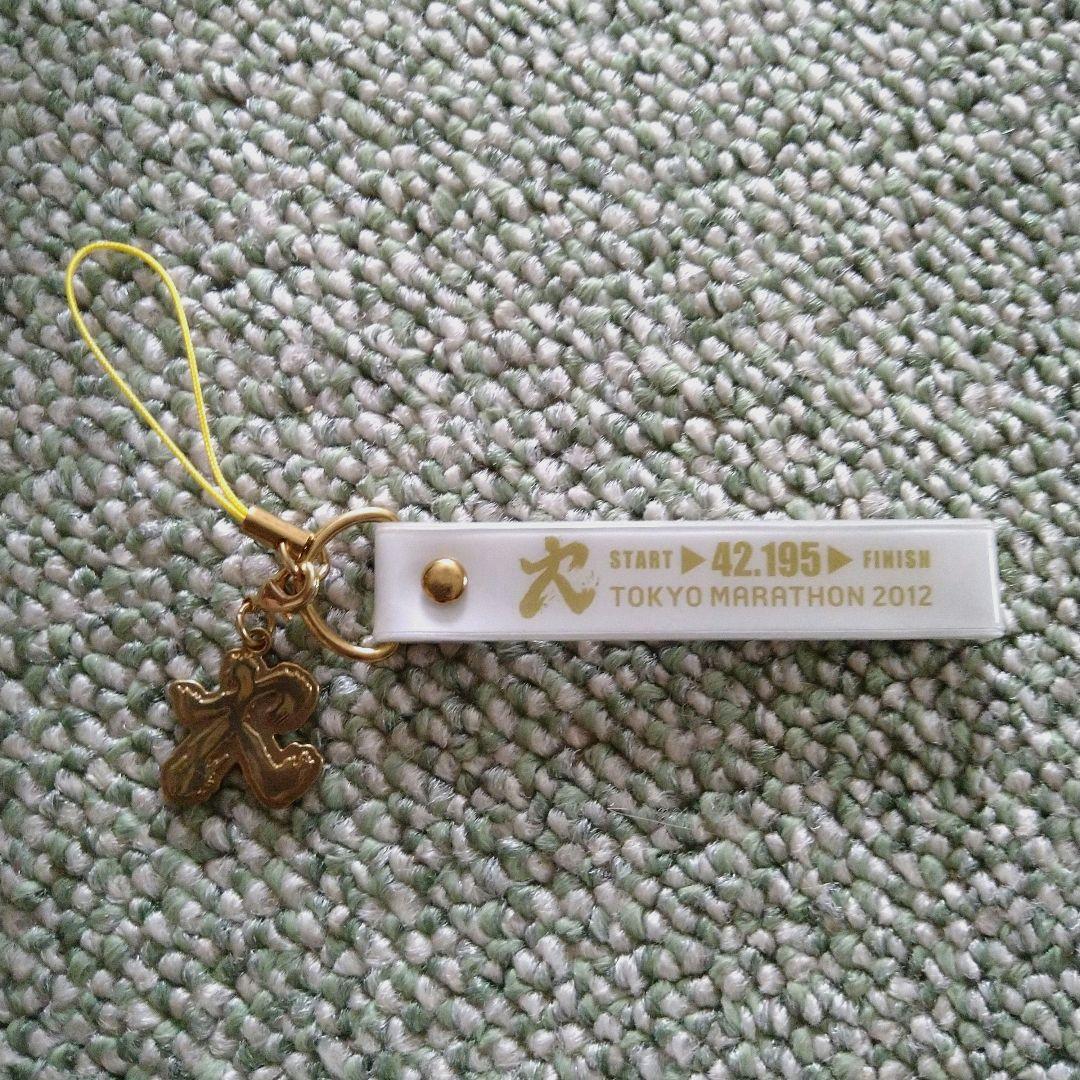 START ▶ 42.195 ▶ FINISH
TOKYO MARATHON 2012